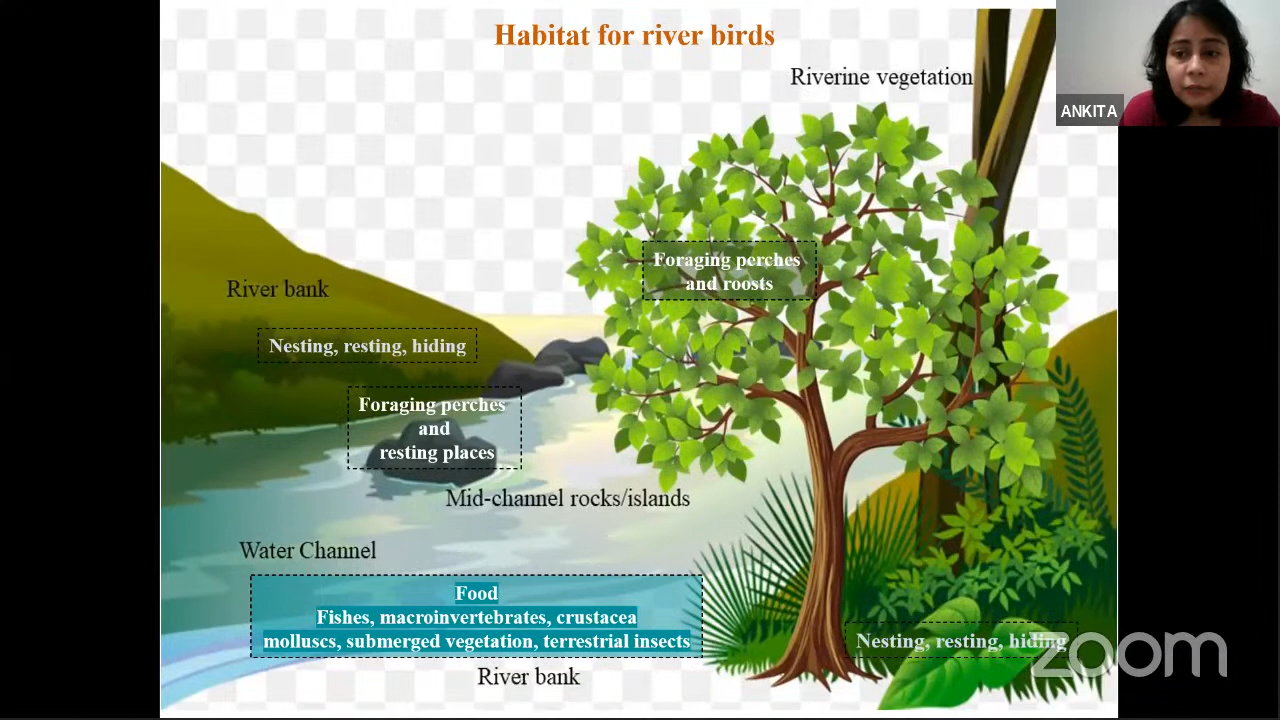 Habitat for river birds
Riverine vegetation
ANKITA
Foraging perches
and roosts
River bank
Nesting, resting, hiding
Foraging perches
and
resting places
Mid-channel rocks/islands
Water Channel
Food
Fishes, macroinvertebrates, crustacea
molluscs, submerged vegetation, terrestrial insects
Nesting, resting, hiding
zoom
River bank